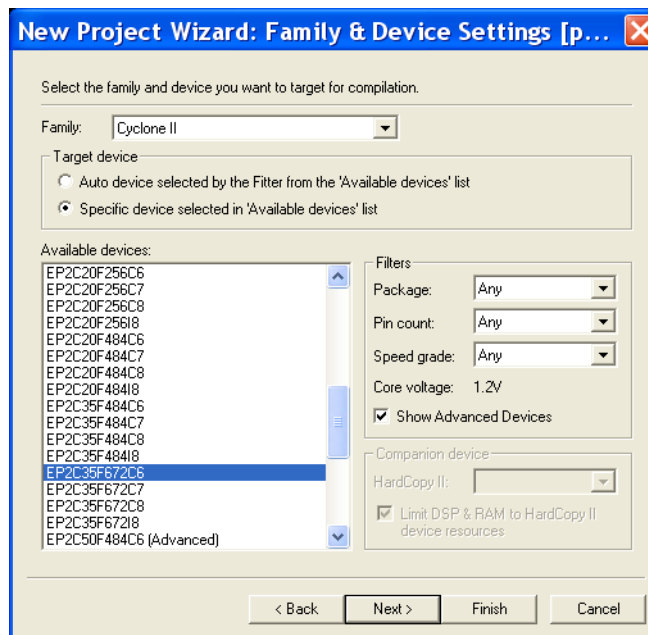 New Project Wizard: Family & Device Settings [p...
Select the family and device you want to target for compilation.
Family: Cyclone II
Target device
Auto device selected by the Fitter from the 'Available devices' list
Specific device selected in 'Available devices' list
Available devices:
EP2C20F256C6
EP2C20F256C7
EP2C20F256C8
EP2C20F256I8
EP2C20F484C6
EP2C20F484C7
EP2C20F484C8
EP2C20F484I8
EP2C35F484C6
EP2C35F484C7
EP2C35F484C8
EP2C35F484I8
EP2C35F672C6
EP2C35F672C7
EP2C35F672C8
EP2C35F672I8
EP2C50F484C6 (Advanced)
Filters
Package: Any
Pin count: Any
Speed grade: Any
Core voltage: 1.2V
Show Advanced Devices
Companion device
HardCopy II:
Limit DSP & RAM to HardCopy II
device resources
< Back
Next >
Finish
Cancel